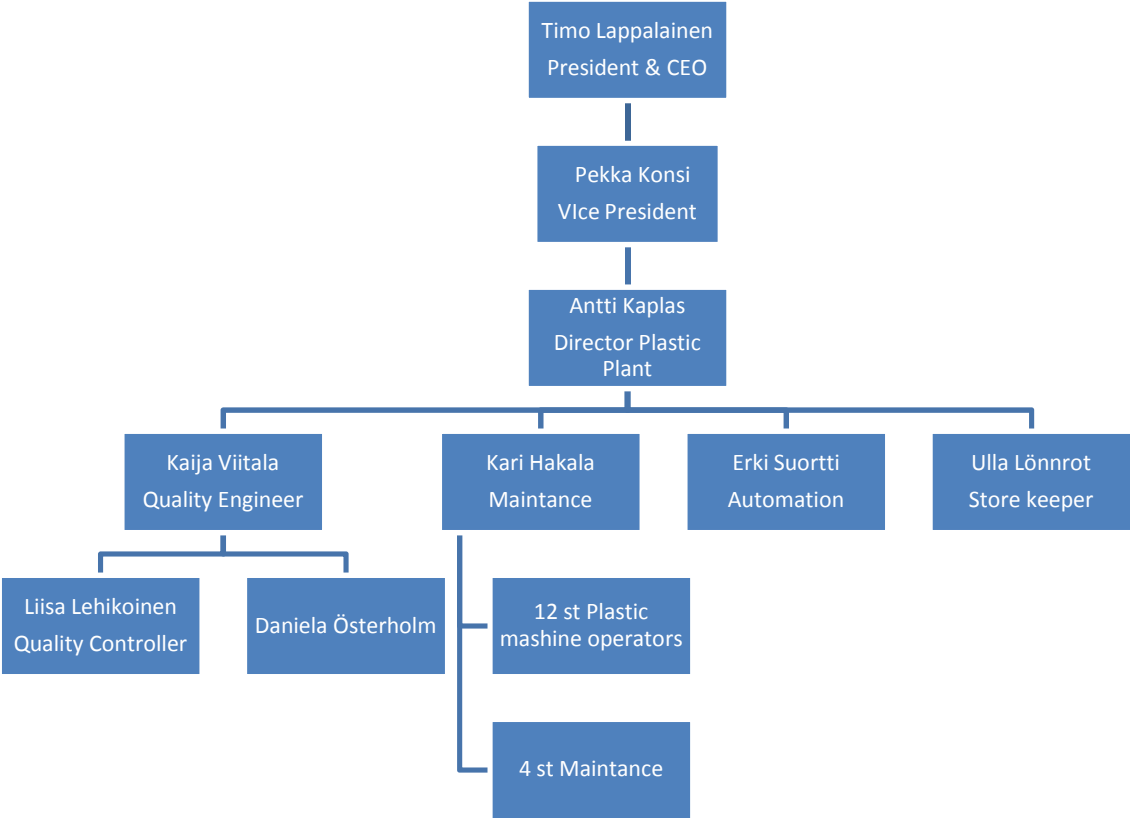 Timo Lappalainen
President & CEO
Pekka Konsi
VIce President
Antti Kaplas
Director Plastic
Plant
Kaija Viitala
Quality Engineer
Kari Hakala
Maintance
Erki Suortti
Automation
Ulla Lönnrot
Store keeper
Liisa Lehikoinen
Quality Controller
Daniela Österholm
12 st Plastic
mashine operators
4 st Maintance